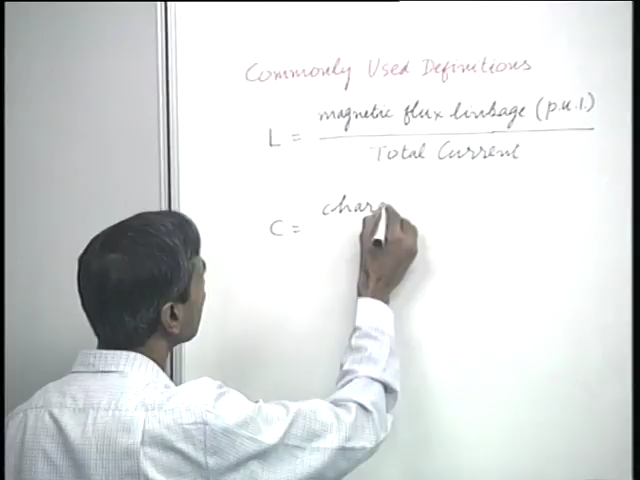 Commonly Used Definitions
L = magnetic flux linkage (p.u.l.)
Total Current
C = char